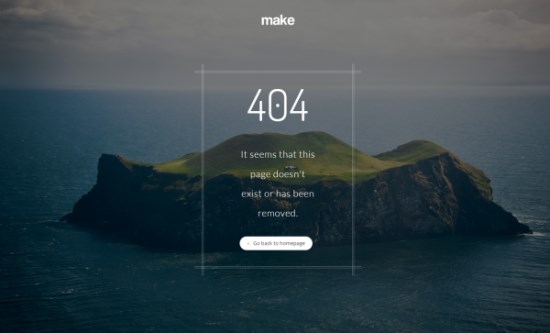 make
404
It seems that this
page doesn't
exist or has been
removed.
‹ Go back to homepage